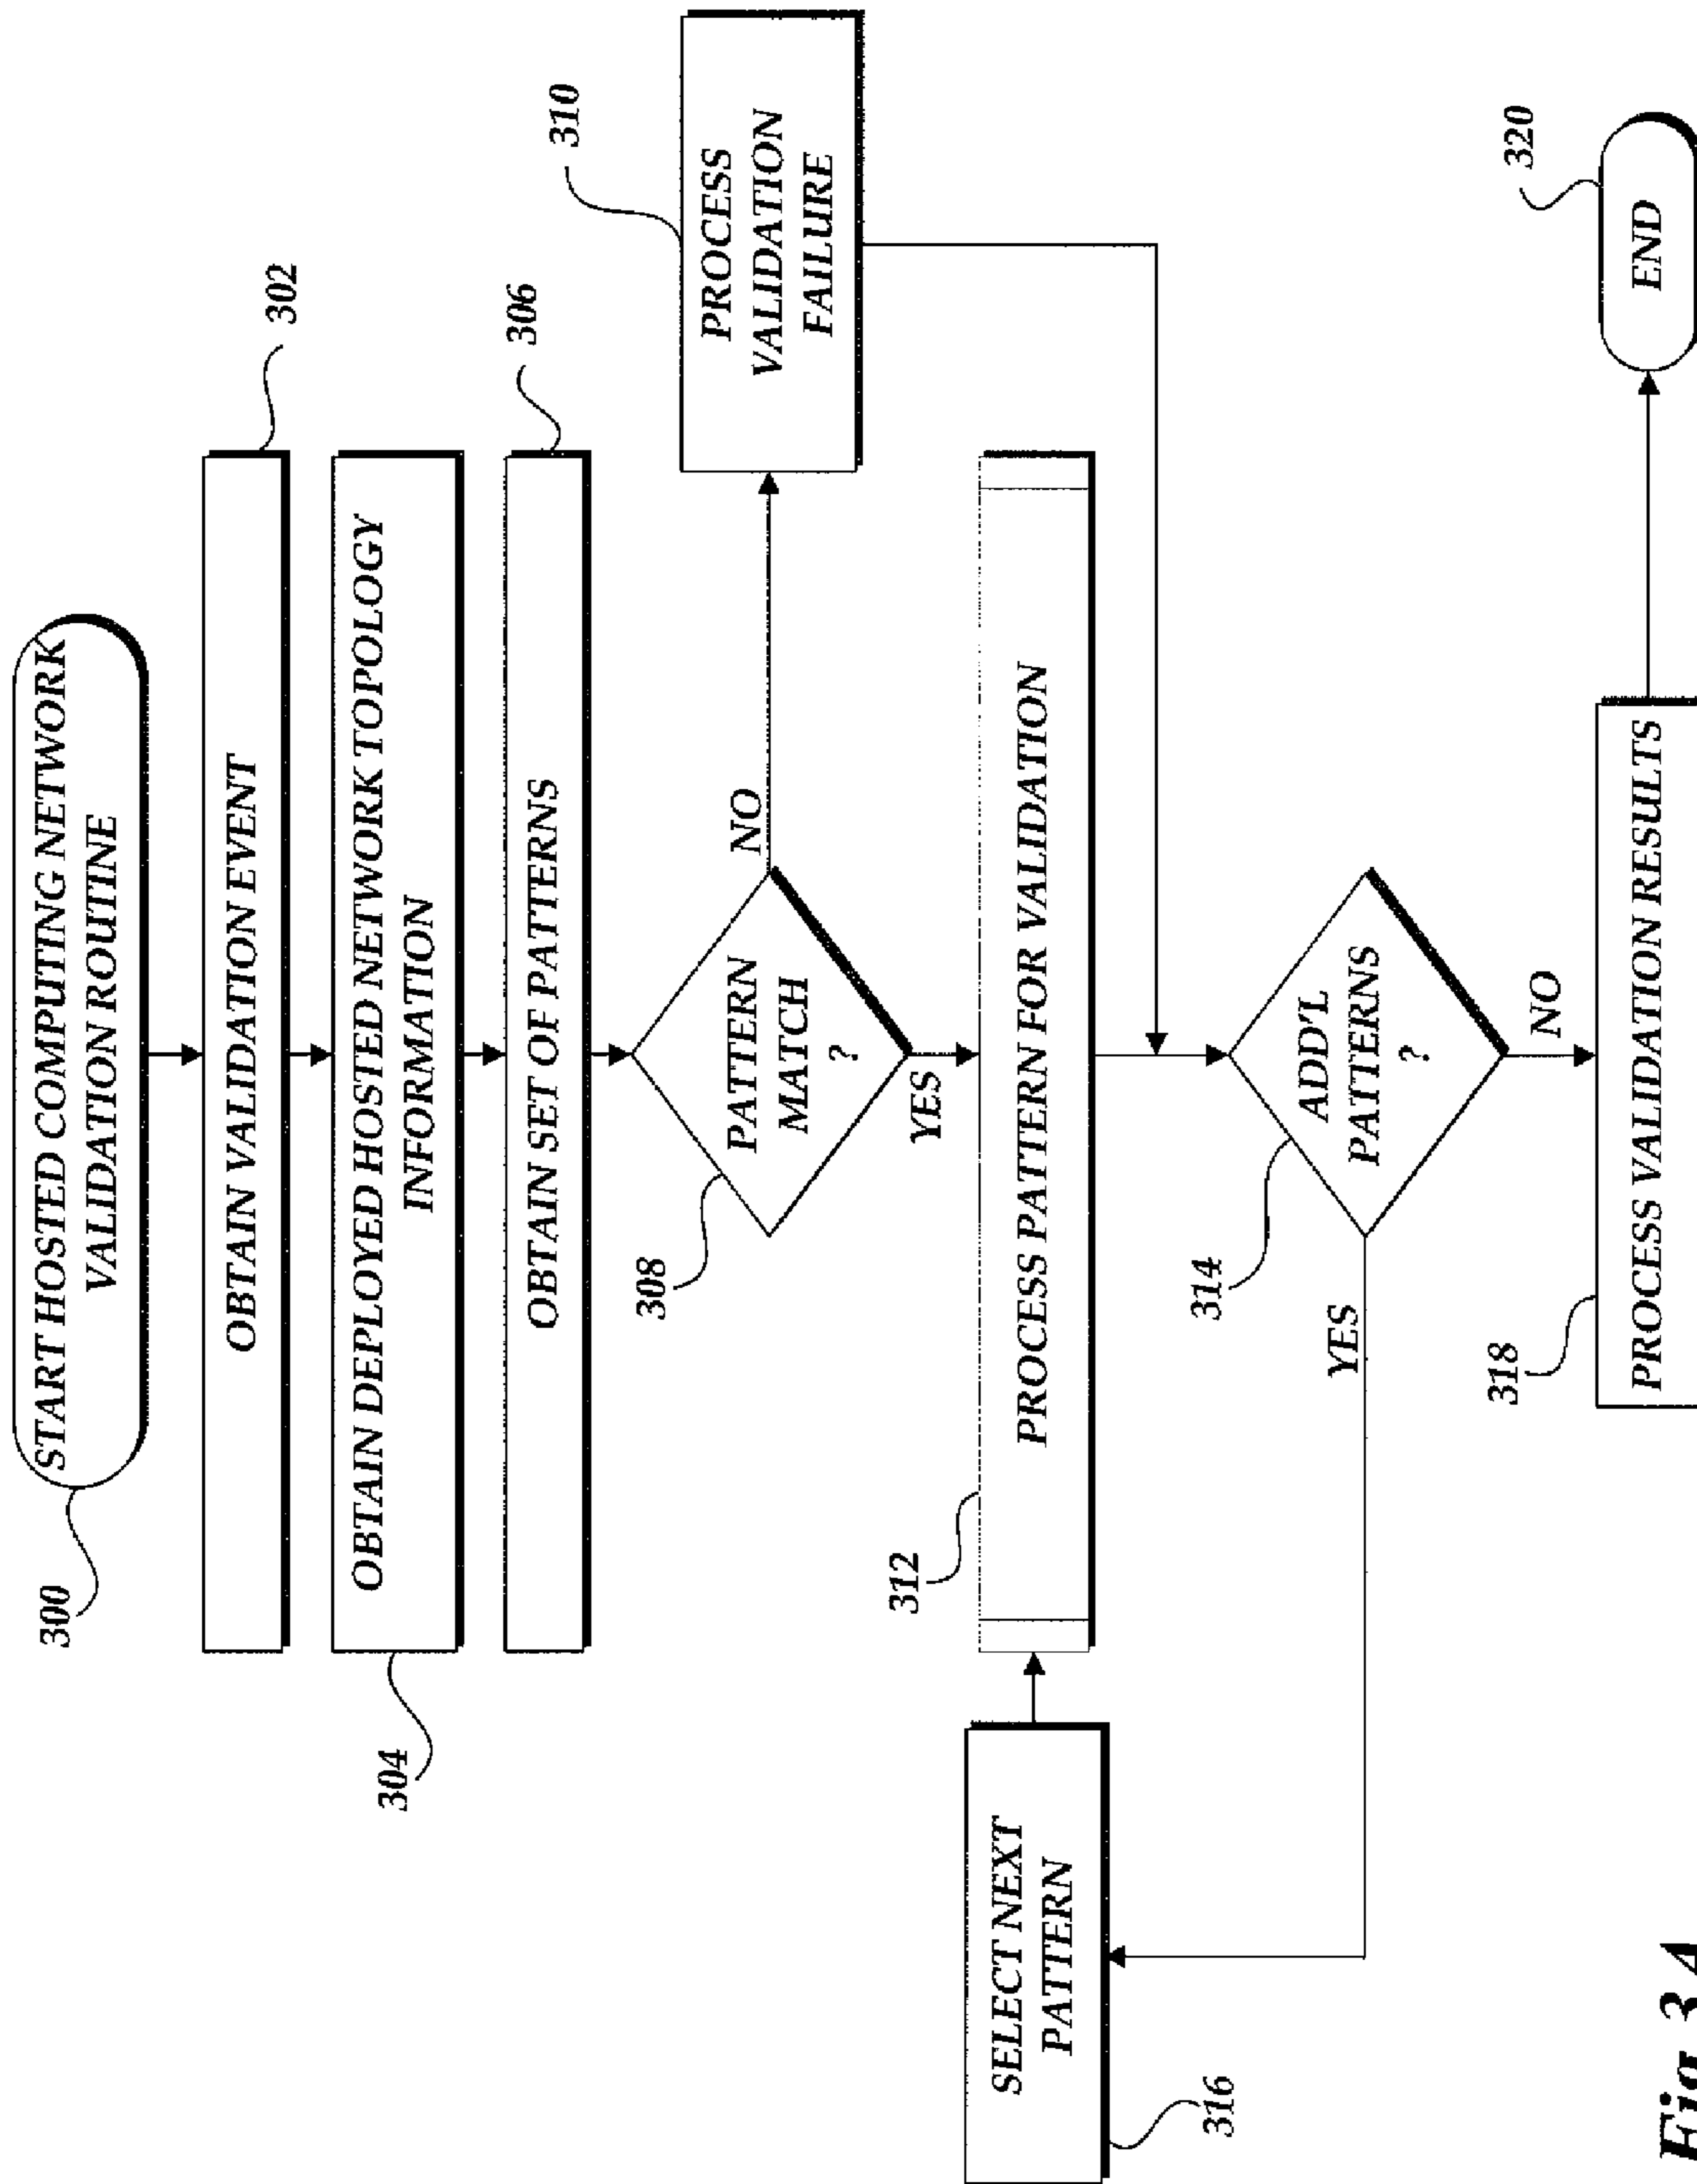 START HOSTED COMPUTING NETWORK
VALIDATION ROUTINE
300
OBTAIN VALIDATION EVENT
302
OBTAIN DEPLOYED HOSTED NETWORK TOPOLOGY
INFORMATION
304
OBTAIN SET OF PATTERNS
306
PATTERN
MATCH
?
308
NO
PROCESS
VALIDATION
FAILURE
310
YES
PROCESS PATTERN FOR VALIDATION
312
SELECT NEXT
PATTERN
316
ADD'L
PATTERNS
?
314
YES
NO
PROCESS VALIDATION RESULTS
318
END
320
Fig.3A.